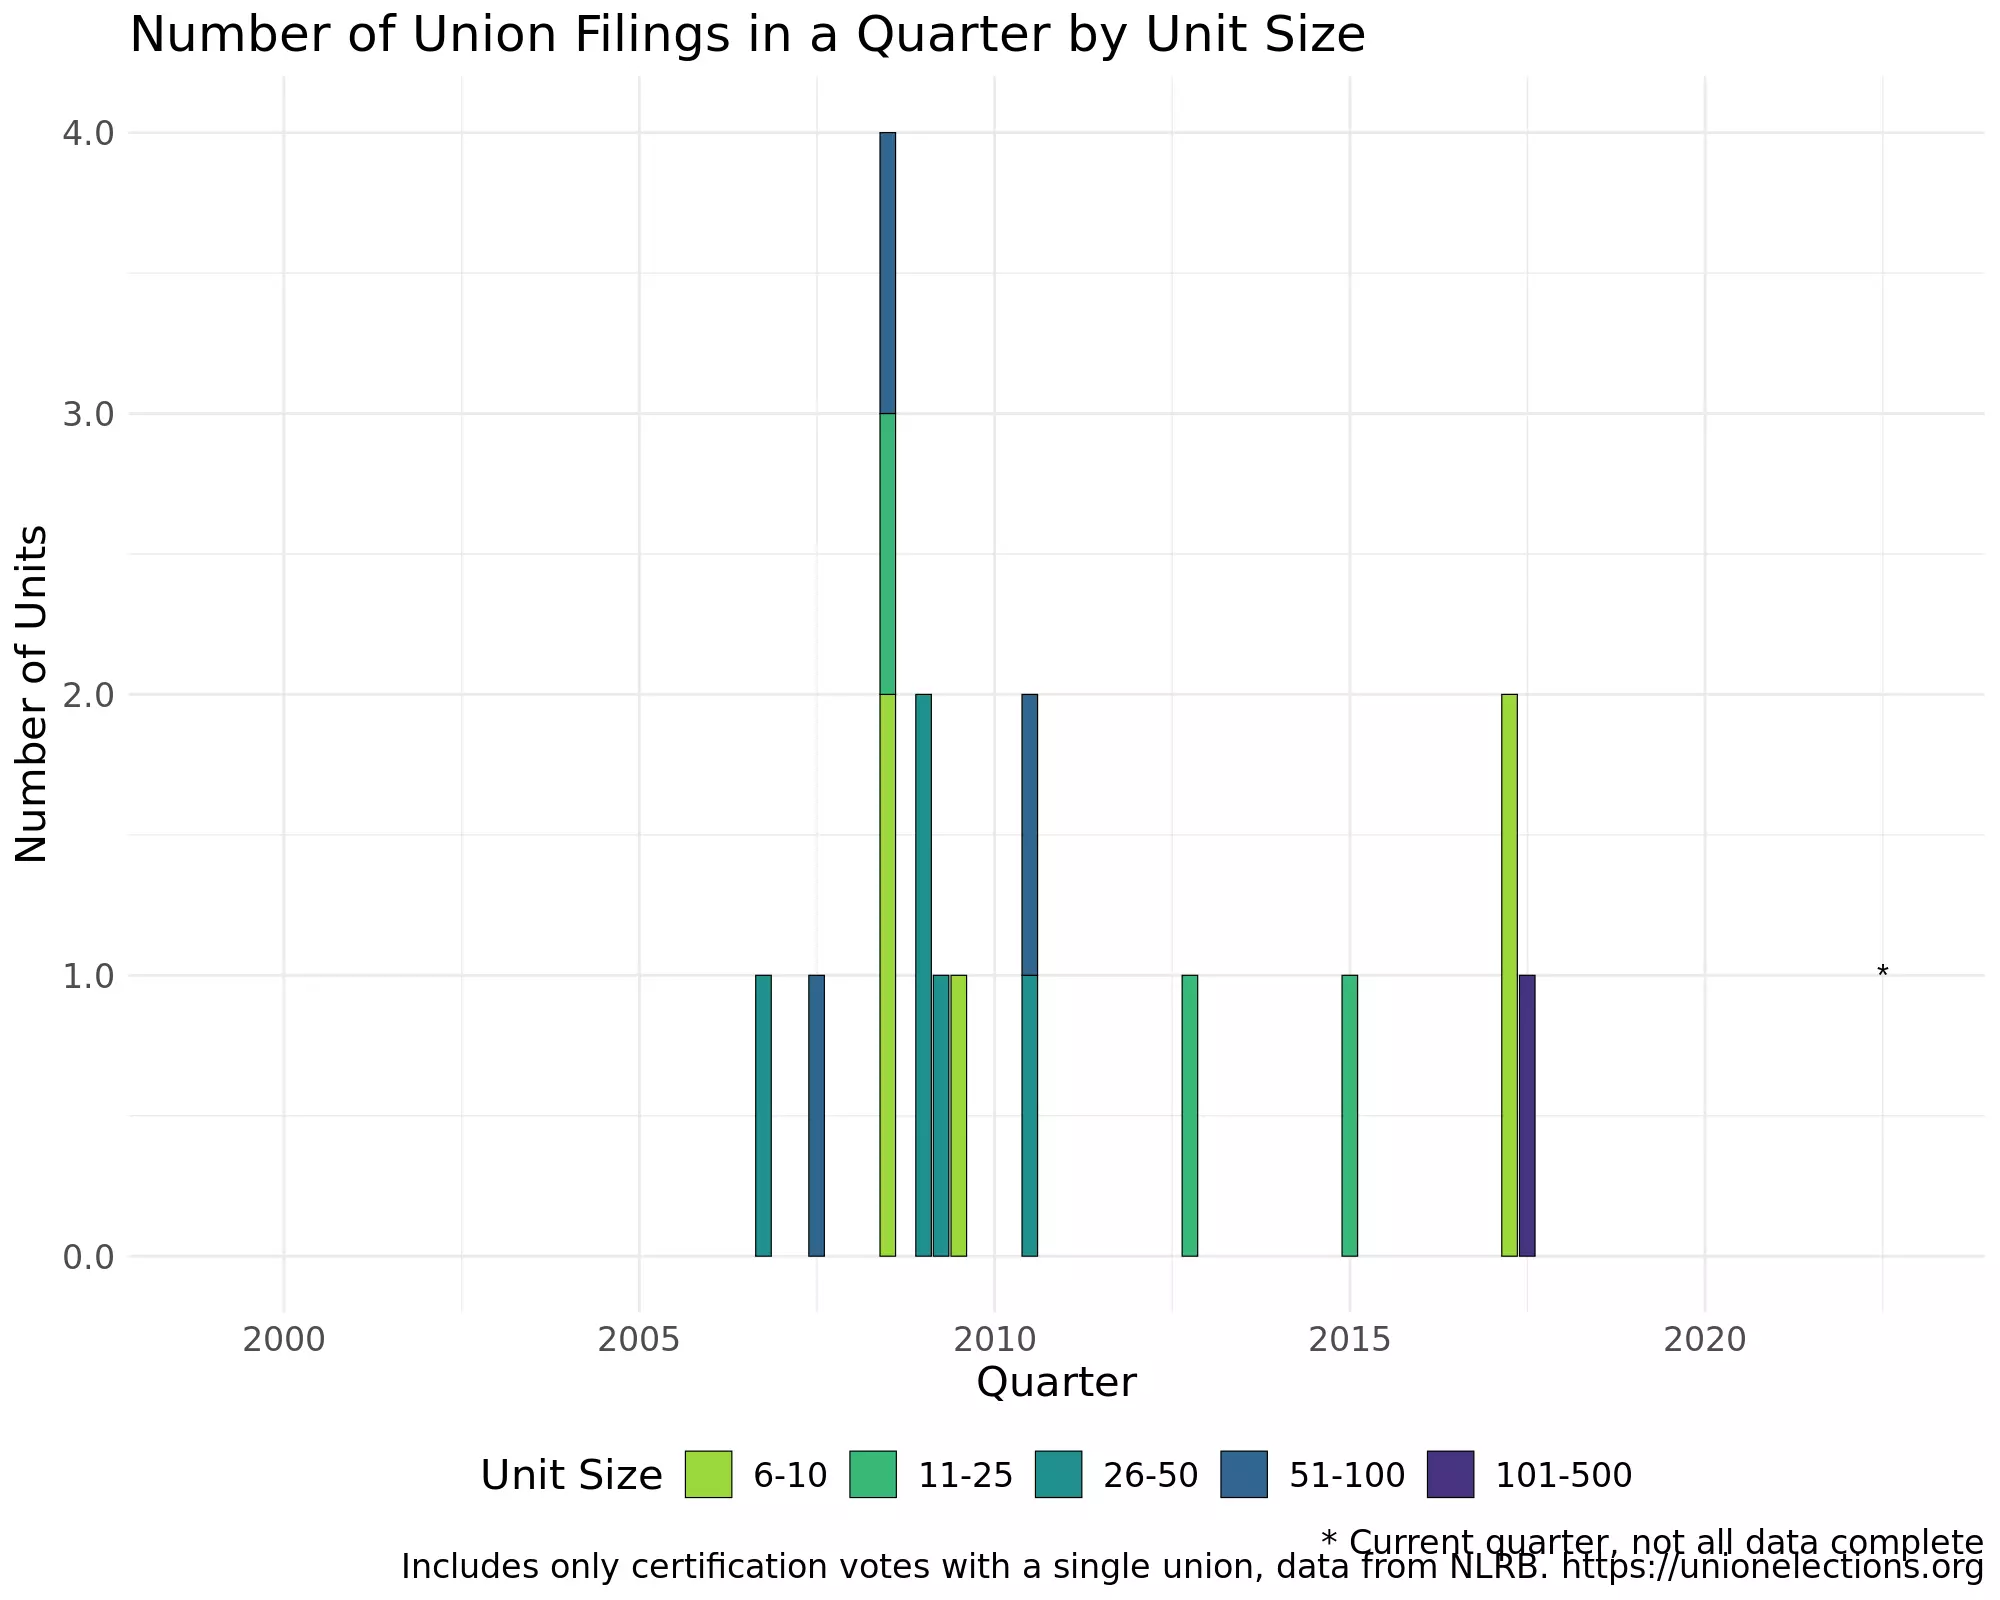 Number of Union Filings in a Quarter by Unit Size
Number of Units
4.0
3.0
2.0
1.0
0.0
*
2000 2005 2010 2015 2020
Quarter
Unit Size 6-10 11-25 26-50 51-100 101-500
* Current quarter, not all data complete
Includes only certification votes with a single union, data from NLRB. https://unionelections.org